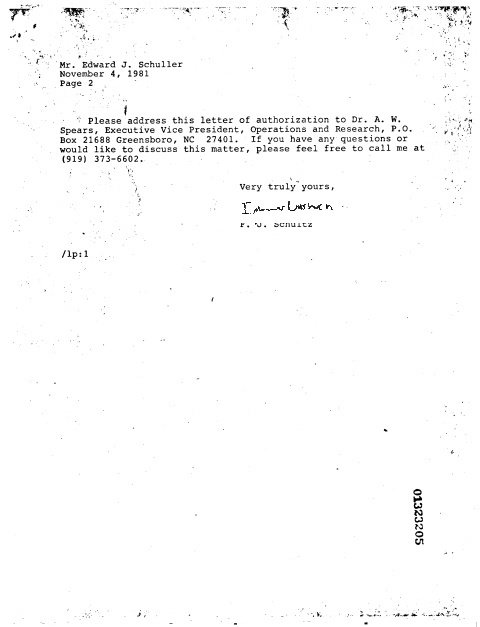 Mr. Edward J. Schuller
November 4, 1981
Page 2
Please address this letter of authorization to Dr. A. W.
Spears, Executive Vice President, Operations and Research, P.O.
Box 21688 Greensboro, NC 27401. If you have any questions or
would like to discuss this matter, please feel free to call me at
(919) 373-6602.
Very truly yours,
F. J. Schultz
/lp:1
01323205